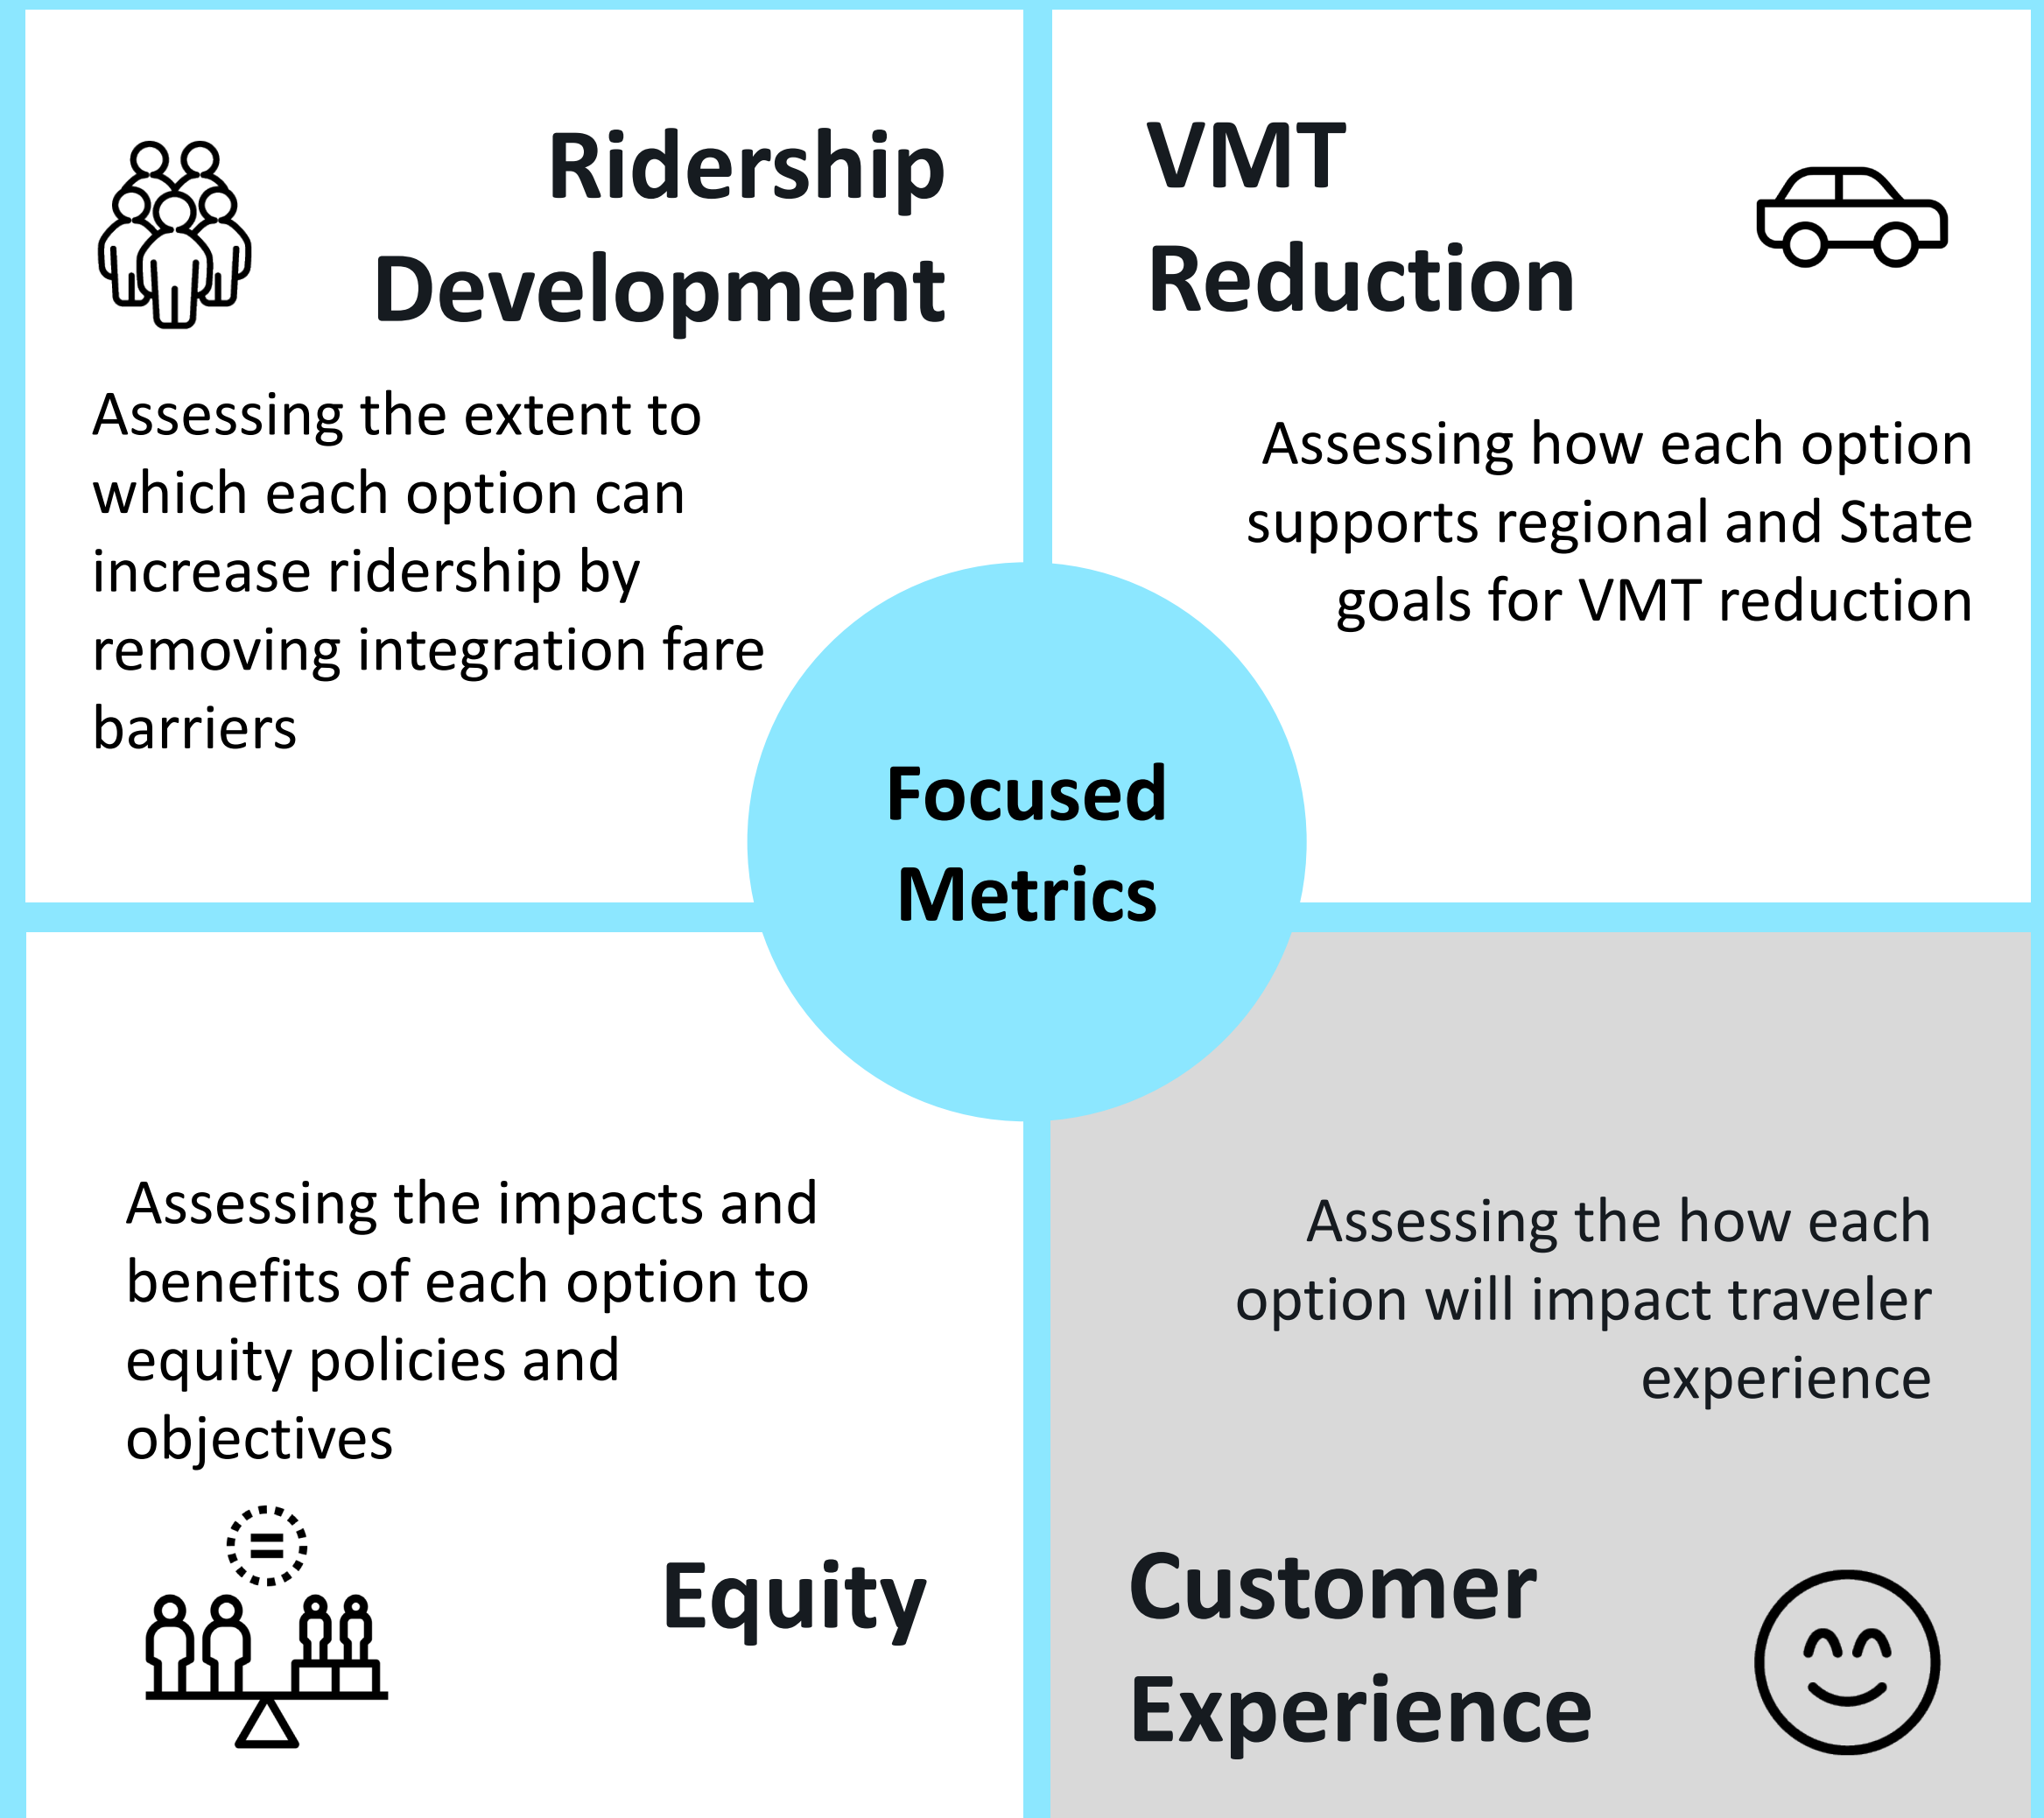 Ridership
Development
Assessing the extent to
which each option can
increase ridership by
removing integration fare
barriers
VMT
Reduction
Assessing how each option
supports regional and State
goals for VMT reduction
Focused
Metrics
Assessing the impacts and
benefits of each option to
equity policies and
objectives
Equity
Assessing the how each
option will impact traveler
experience
Customer
Experience